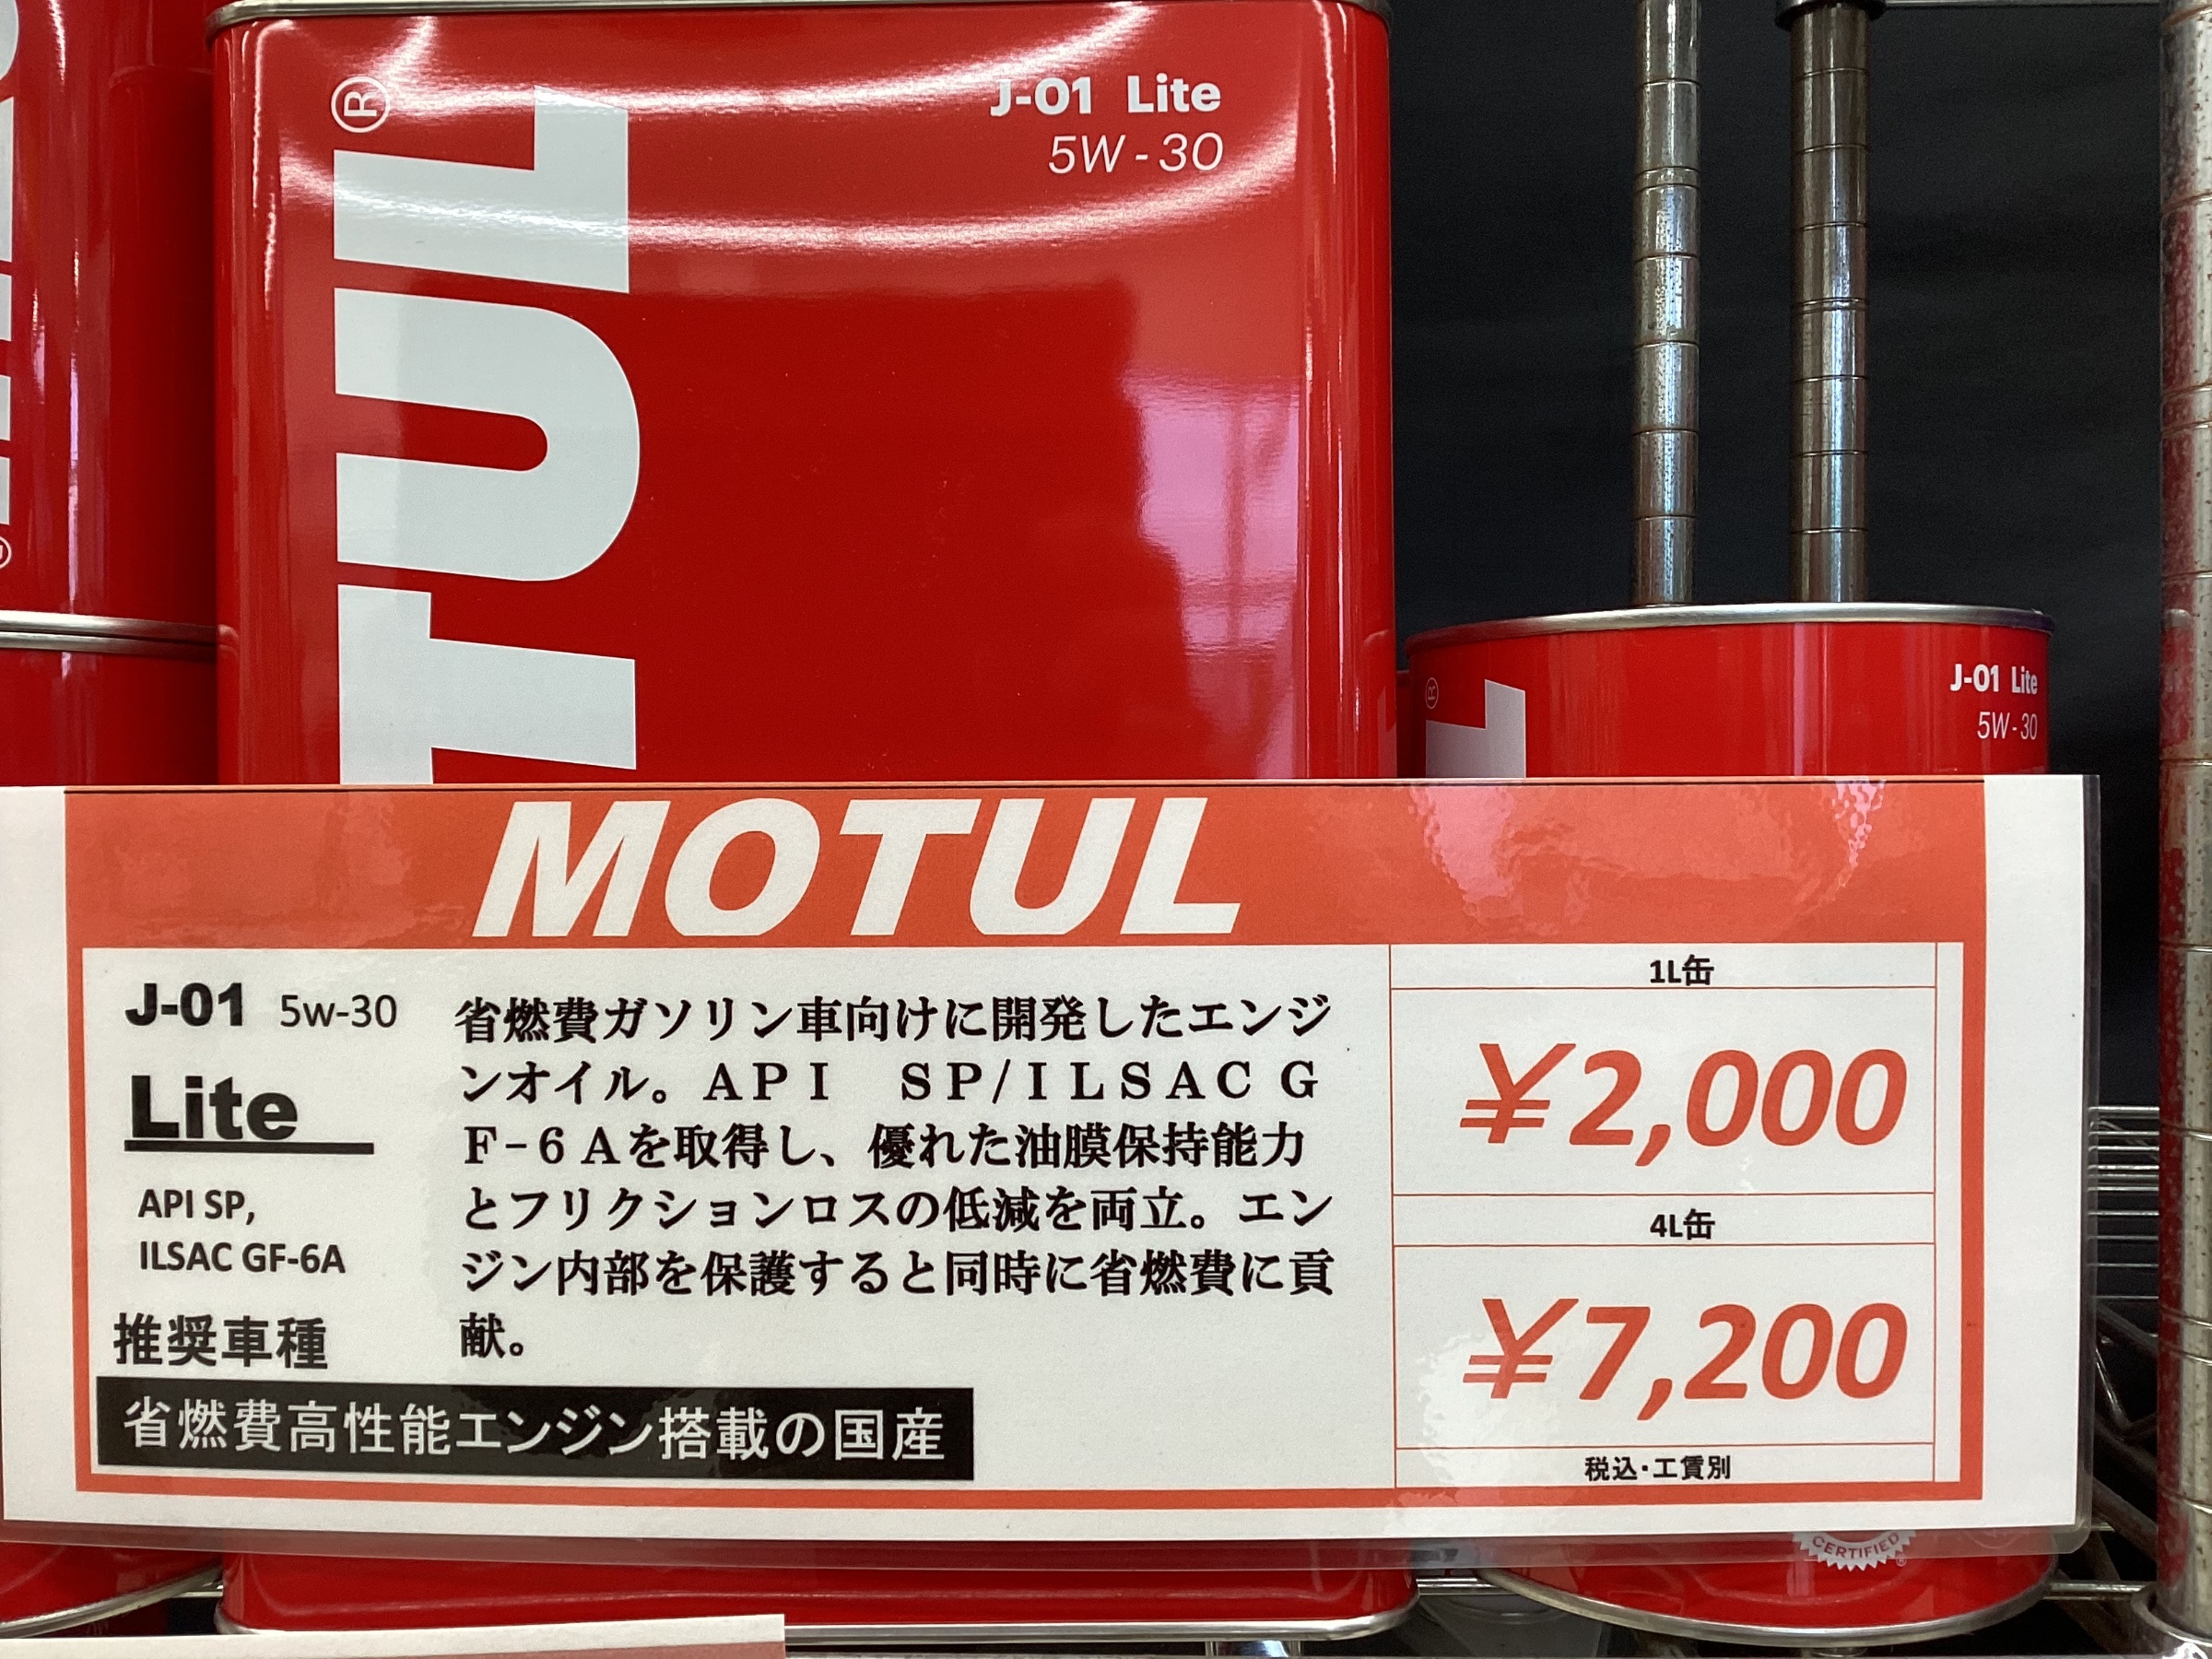 J-01 Lite
5W-30
TUL®
J-01 Lite
5W-30
L®
MOTUL
J-01 5w-30
Lite
API SP,
ILSAC GF-6A
推奨車種
省燃費高性能エンジン搭載の国産
省燃費ガソリン車向けに開発したエンジ
ンオイル。ＡＰＩ　ＳＰ/ＩＬＳＡＣ Ｇ
Ｆ-６Ａを取得し、優れた油膜保持能力
とフリクションロスの低減を両立。エン
ジン内部を保護すると同時に省燃費に貢
献。
1L缶
￥2,000
4L缶
￥7,200
税込・工賃別
CERTIFIED